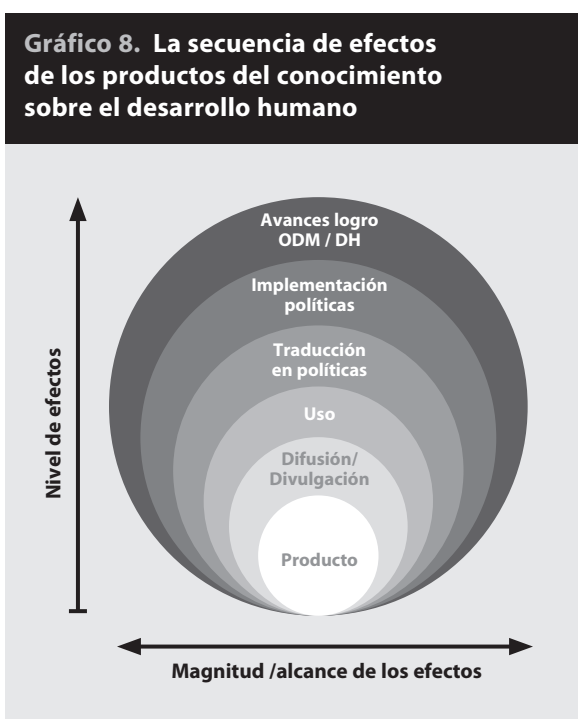 Gráfico 8. La secuencia de efectos
de los productos del conocimiento
sobre el desarrollo humano
Avances logro
ODM / DH
Implementación
políticas
Traducción
en políticas
Uso
Difusión/
Divulgación
Producto
Nivel de efectos
Magnitud /alcance de los efectos